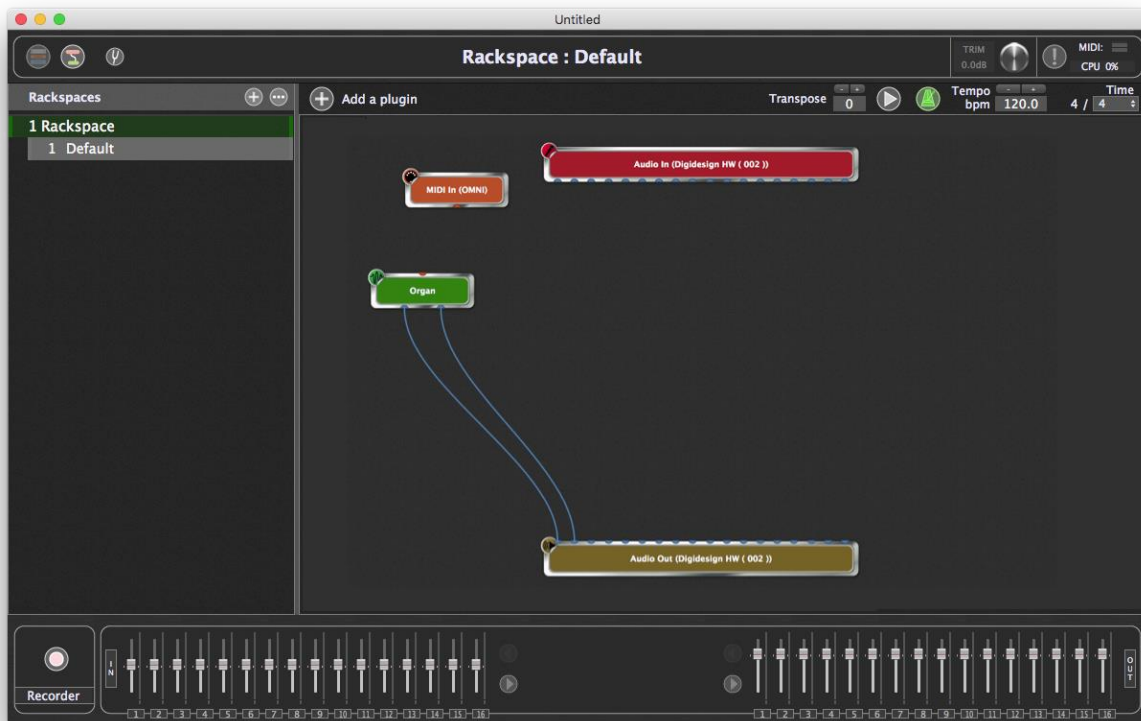 Untitled
Rackspace : Default
TRIM
0.0dB
MIDI:
CPU 0%
Rackspaces
Add a plugin
Transpose
0
Tempo
bpm
120.0
Time
4 / 4
1 Rackspace
1 Default
Audio In (Digidesign HW ( 002 ))
MIDI In (OMNI)
Organ
Audio Out (Digidesign HW ( 002 ))
Recorder
IN
1 2 3 4 5 6 7 8 9 10 11 12 13 14 15 16
1 2 3 4 5 6 7 8 9 10 11 12 13 14 15 16
OUT